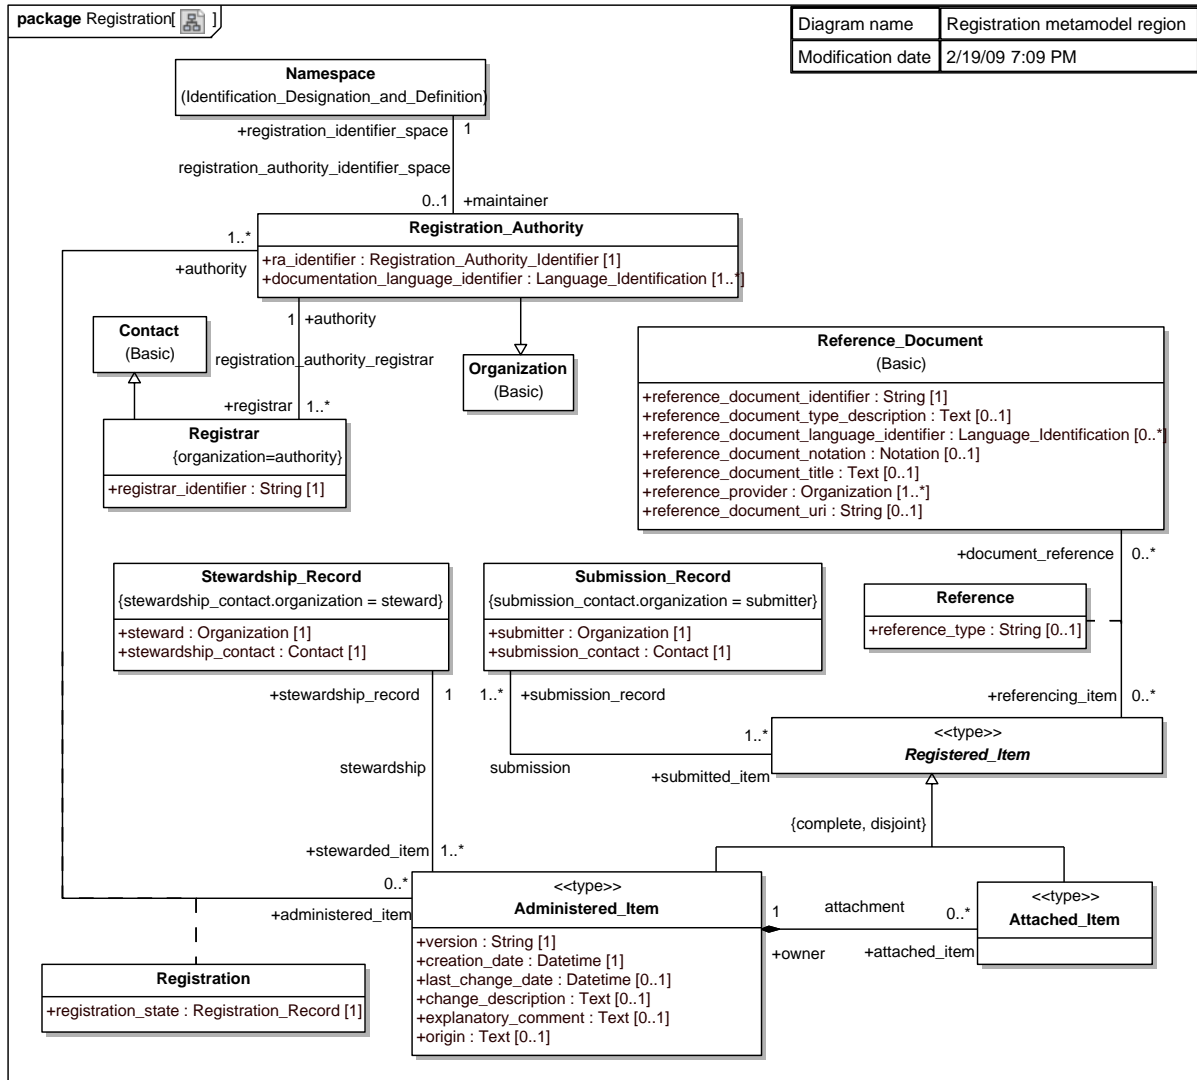 package Registration[ ]
Diagram name Registration metamodel region
Modification date 2/19/09 7:09 PM
Namespace
(Identification_Designation_and_Definition)
+registration_identifier_space 1
registration_authority_identifier_space
0..1 +maintainer
Registration_Authority
+ra_identifier : Registration_Authority_Identifier [1]
+documentation_language_identifier : Language_Identification [1..*]
1..*
+authority
1 +authority
registration_authority_registrar
+registrar 1..*
Contact
(Basic)
Organization
(Basic)
Registrar
{organization=authority}
+registrar_identifier : String [1]
Reference_Document
(Basic)
+reference_document_identifier : String [1]
+reference_document_type_description : Text [0..1]
+reference_document_language_identifier : Language_Identification [0..*]
+reference_document_notation : Notation [0..1]
+reference_document_title : Text [0..1]
+reference_provider : Organization [1..*]
+reference_document_uri : String [0..1]
+document_reference 0..*
Reference
+reference_type : String [0..1]
+referencing_item 0..*
Stewardship_Record
{stewardship_contact.organization = steward}
+steward : Organization [1]
+stewardship_contact : Contact [1]
Submission_Record
{submission_contact.organization = submitter}
+submitter : Organization [1]
+submission_contact : Contact [1]
+stewardship_record 1
1..* +submission_record
stewardship
submission
1..*
+submitted_item
<<type>>
Registered_Item
{complete, disjoint}
+stewarded_item 1..*
0..*
+administered_item
<<type>>
Administered_Item
+version : String [1]
+creation_date : Datetime [1]
+last_change_date : Datetime [0..1]
+change_description : Text [0..1]
+explanatory_comment : Text [0..1]
+origin : Text [0..1]
1 attachment 0..*
+owner +attached_item
<<type>>
Attached_Item
Registration
+registration_state : Registration_Record [1]